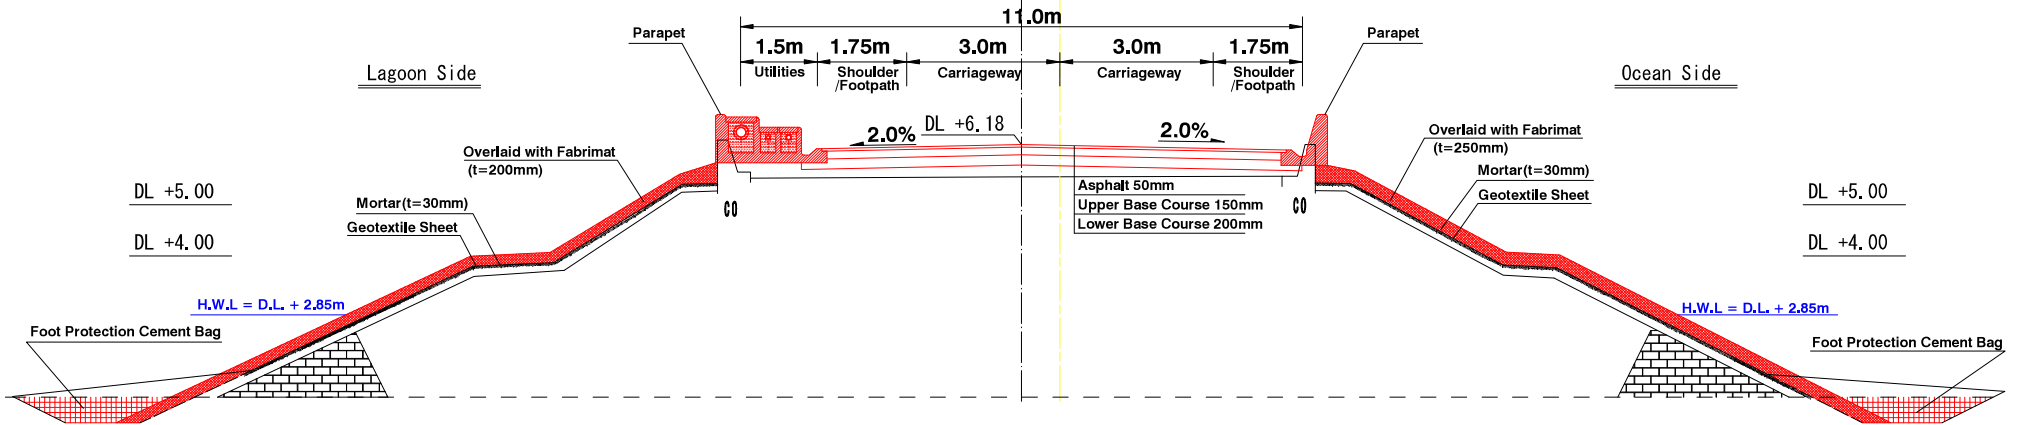 11.0m
Parapet
1.5m
1.75m
3.0m
3.0m
1.75m
Parapet
Utilities
Shoulder
/Footpath
Carriageway
Carriageway
Shoulder
/Footpath
Lagoon Side
Ocean Side
2.0%
DL +6.18
2.0%
Overlaid with Fabrimat
(t=200mm)
Overlaid with Fabrimat
(t=250mm)
Mortar(t=30mm)
Geotextile Sheet
Mortar(t=30mm)
Geotextile Sheet
DL +5.00
DL +4.00
Asphalt 50mm
Upper Base Course 150mm
Lower Base Course 200mm
CO
CO
DL +5.00
DL +4.00
H.W.L = D.L. + 2.85m
H.W.L = D.L. + 2.85m
Foot Protection Cement Bag
Foot Protection Cement Bag